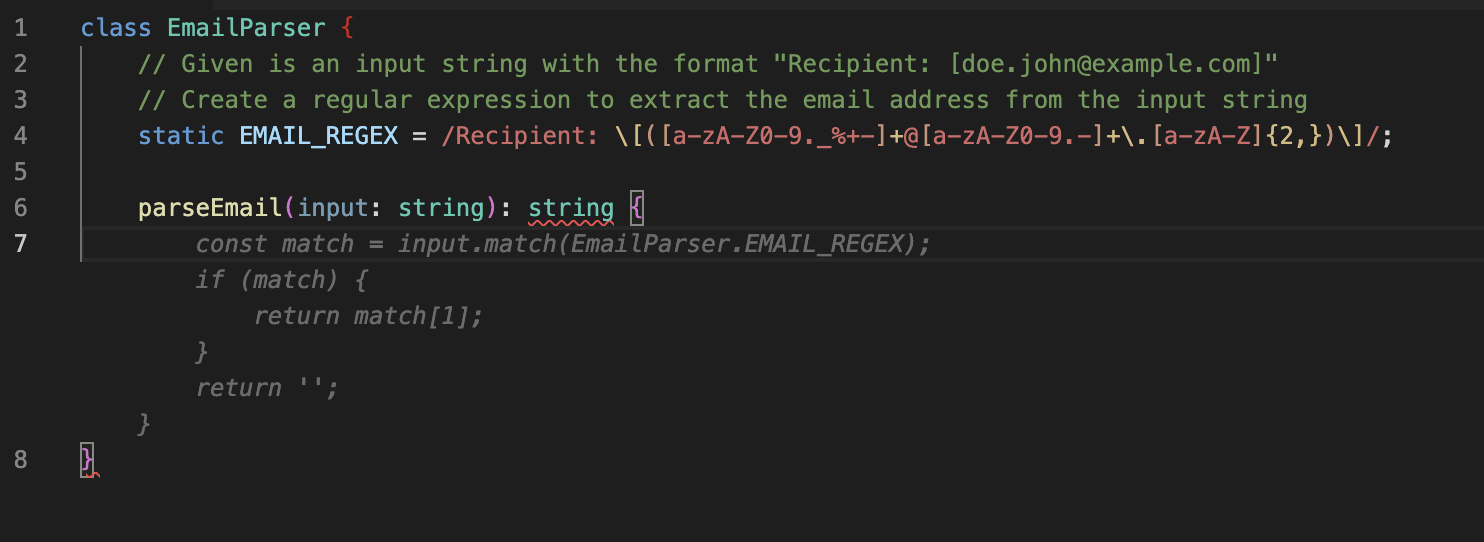 1 class EmailParser {
2 // Given is an input string with the format "Recipient: [doe.john@example.com]"
3 // Create a regular expression to extract the email address from the input string
4 static EMAIL_REGEX = /Recipient: \[([a-zA-Z0-9._%+-]+@[a-zA-Z0-9.-]+\.[a-zA-Z]{2,})\]/;
5
6 parseEmail(input: string): string {
7 const match = input.match(EmailParser.EMAIL_REGEX);
if (match) {
return match[1];
}
return '';
}
8 }